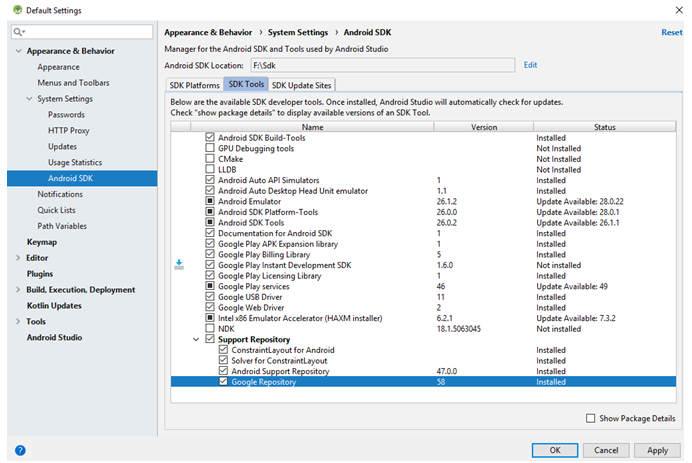 Default Settings
Appearance & Behavior
Appearance
Menus and Toolbars
System Settings
Passwords
HTTP Proxy
Updates
Usage Statistics
Android SDK
Notifications
Quick Lists
Path Variables
Keymap
Editor
Plugins
Build, Execution, Deployment
Kotlin Updates
Tools
Android Studio
Appearance & Behavior › System Settings › Android SDK Reset
Manager for the Android SDK and Tools used by Android Studio
Android SDK Location: F:\Sdk Edit
SDK Platforms SDK Tools SDK Update Sites
Below are the available SDK developer tools. Once installed, Android Studio will automatically check for updates.
Check "show package details" to display available versions of an SDK Tool.
Name Version Status
Android SDK Build-Tools Installed
GPU Debugging tools Not Installed
CMake Not Installed
LLDB Not Installed
Android Auto API Simulators 1 Installed
Android Auto Desktop Head Unit emulator 1.1 Installed
Android Emulator 26.1.2 Update Available: 28.0.22
Android SDK Platform-Tools 26.0.0 Update Available: 28.0.1
Android SDK Tools 26.0.2 Update Available: 26.1.1
Documentation for Android SDK 1 Installed
Google Play APK Expansion library 1 Installed
Google Play Billing Library 5 Installed
Google Play Instant Development SDK 1.6.0 Not installed
Google Play Licensing Library 1 Installed
Google Play services 46 Update Available: 49
Google USB Driver 11 Installed
Google Web Driver 2 Installed
Intel x86 Emulator Accelerator (HAXM installer) 6.2.1 Update Available: 7.3.2
NDK 18.1.5063045 Not installed
Support Repository
ConstraintLayout for Android Installed
Solver for ConstraintLayout Installed
Android Support Repository 47.0.0 Installed
Google Repository 58 Installed
Show Package Details
? OK Cancel Apply